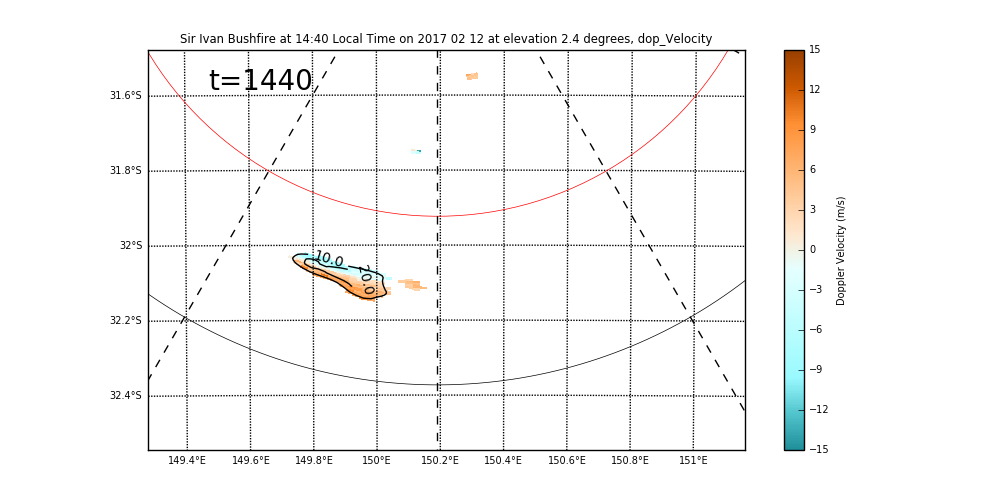 Sir Ivan Bushfire at 14:40 Local Time on 2017 02 12 at elevation 2.4 degrees, dop_Velocity
t=1440
31.6°S
31.8°S
32°S
32.2°S
32.4°S
10.0
20.0
149.4°E 149.6°E 149.8°E 150°E 150.2°E 150.4°E 150.6°E 150.8°E 151°E
15
12
9
6
3
0
−3
−6
−9
−12
−15
Doppler Velocity (m/s)